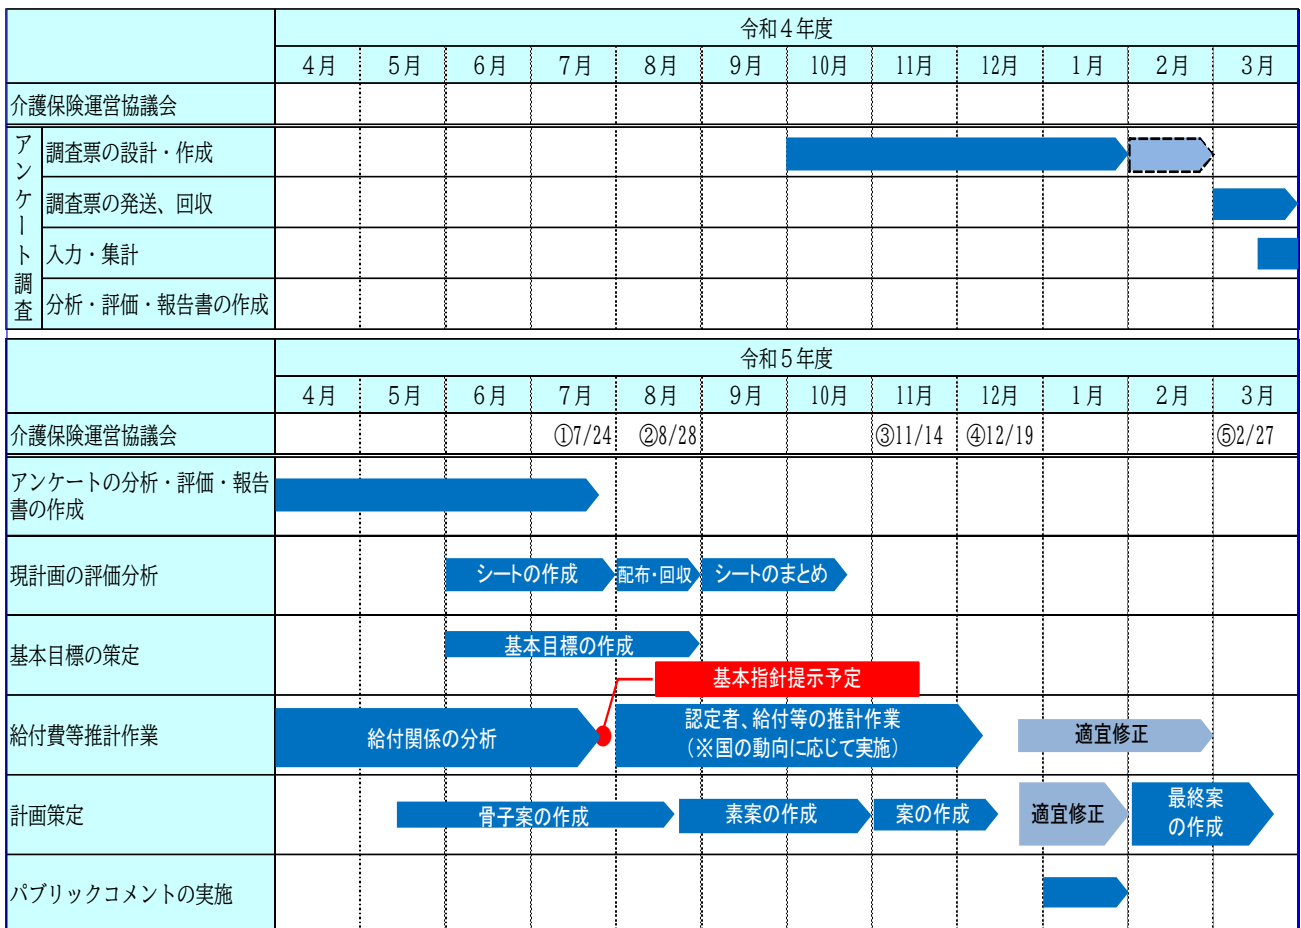 令和４年度
４月 ５月 ６月 ７月 ８月 ９月 10月 11月 12月 １月 ２月 ３月
介護保険運営協議会
アンケート調査
調査票の設計・作成
調査票の発送、回収
入力・集計
分析・評価・報告書の作成
令和５年度
４月 ５月 ６月 ７月 ８月 ９月 10月 11月 12月 １月 ２月 ３月
介護保険運営協議会 ①7/24 ②8/28 ③11/14 ④12/19 ⑤2/27
アンケートの分析・評価・報告
書の作成
現計画の評価分析 シートの作成 配布・回収 シートのまとめ
基本目標の策定 基本目標の作成
基本指針提示予定
給付費等推計作業 給付関係の分析
認定者、給付等の推計作業
（※国の動向に応じて実施）
適宜修正
計画策定 骨子案の作成 素案の作成 案の作成 適宜修正
最終案
の作成
パブリックコメントの実施